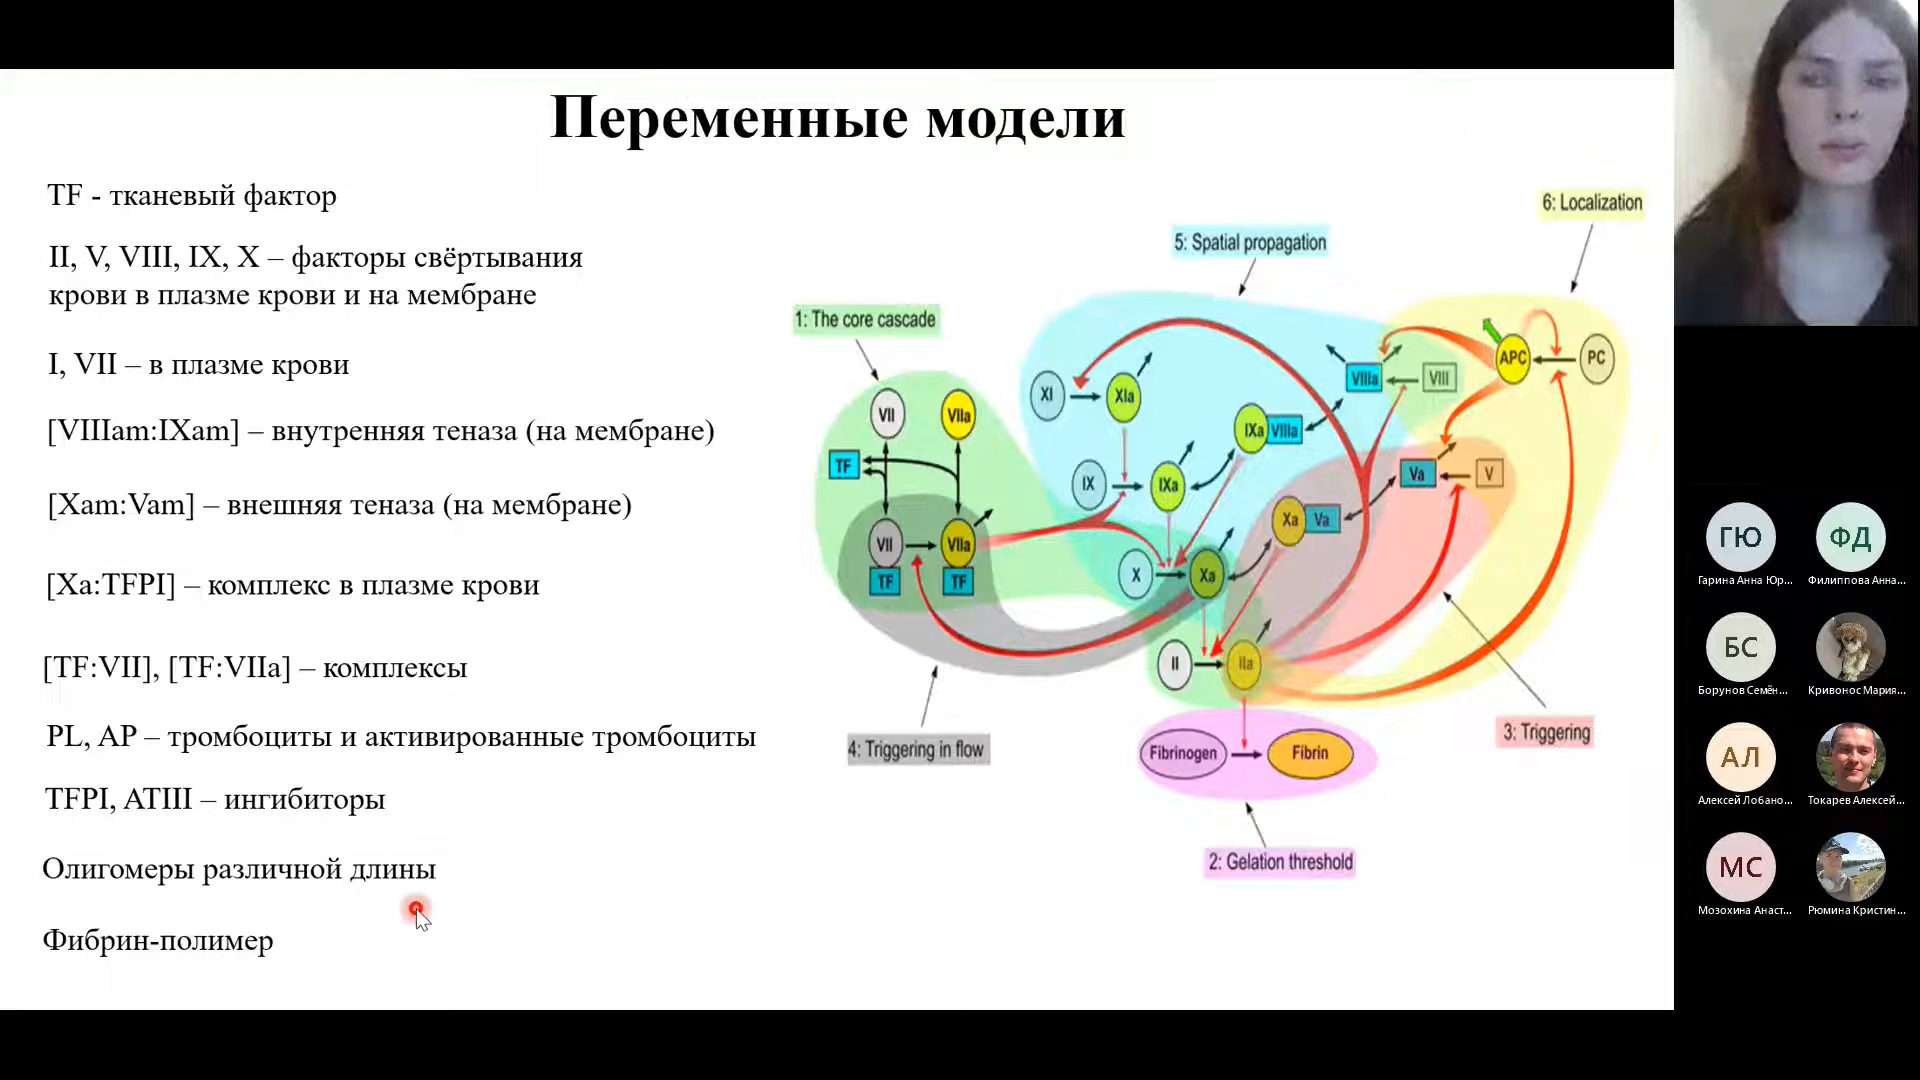 Переменные модели
TF - тканевый фактор
II, V, VIII, IX, X – факторы свёртывания
крови в плазме крови и на мембране
I, VII – в плазме крови
[VIIIam:IXam] – внутренняя теназа (на мембране)
[Xam:Vam] – внешняя теназа (на мембране)
[Xa:TFPI] – комплекс в плазме крови
[TF:VII], [TF:VIIa] – комплексы
PL, AP – тромбоциты и активированные тромбоциты
TFPI, ATIII – ингибиторы
Олигомеры различной длины
Фибрин-полимер
6: Localization
5: Spatial propagation
1: The core cascade
APC
PC
VIIIa
VIII
XI
XIa
VII
VIIa
IXa
VIIIa
TF
Va
V
IX
IXa
Xa
Va
VII
VIIa
TF
TF
X
Xa
II
IIa
3: Triggering
4: Triggering in flow
Fibrinogen
Fibrin
2: Gelation threshold
ГЮ
ФД
Гарина Анна Юр...
Филиппова Анна...
БС
Борунов Семён...
Кривонос Мария...
АЛ
Алексей Лобано...
Токарев Алексей...
МС
Мозохина Анаст...
Рюмина Кристин...